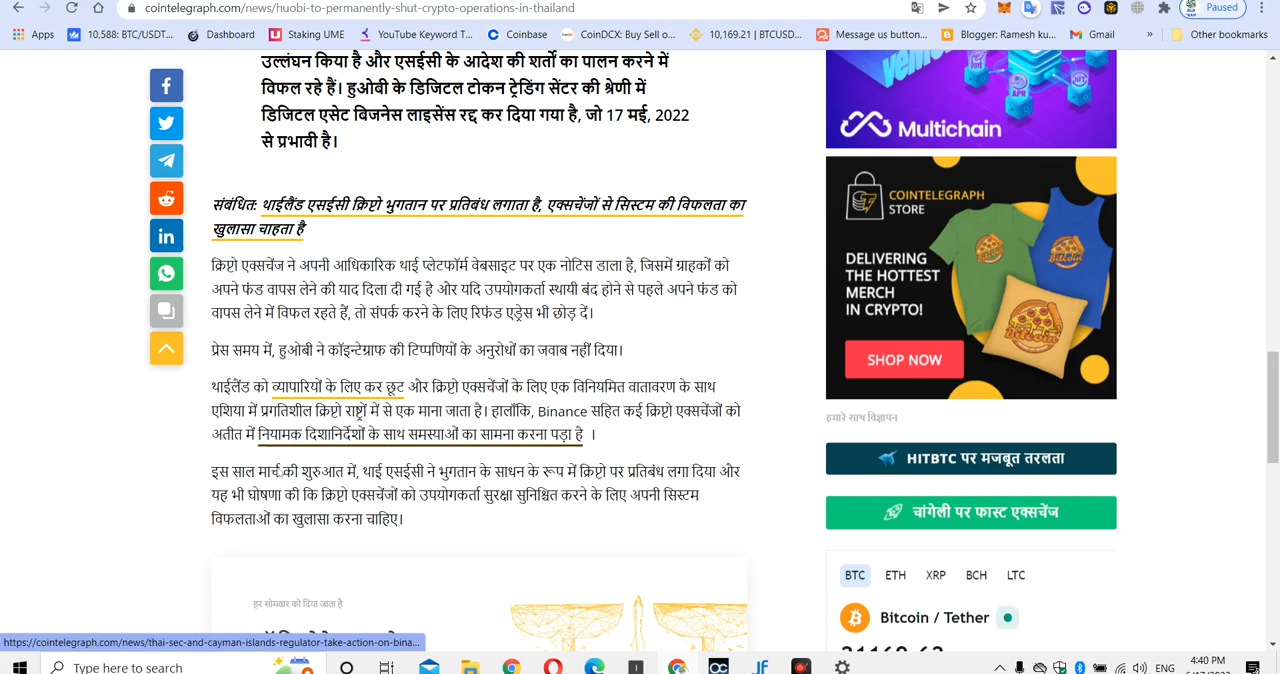 cointelegraph.com/news/huobi-to-permanently-shut-crypto-operations-in-thailand
Paused
Apps
10,588: BTC/USDT...
Dashboard
Staking UME
YouTube Keyword T...
Coinbase
CoinDCX: Buy Sell o...
10,169.21 | BTCUSD...
Message us button...
Blogger: Ramesh ku...
Gmail
»
Other bookmarks
उल्लंघन किया है और एसईसी के आदेश की शर्तों का पालन करने में
विफल रहे हैं। हुओबी के डिजिटल टोकन ट्रेडिंग सेंटर की श्रेणी में
डिजिटल एसेट बिजनेस लाइसेंस रद्द कर दिया गया है, जो 17 मई, 2022
से प्रभावी है।
संबंधित: थाईलैंड एसईसी क्रिप्टो भुगतान पर प्रतिबंध लगाता है, एक्सचेंजों से सिस्टम की विफलता का
खुलासा चाहता है
क्रिप्टो एक्सचेंज ने अपनी आधिकारिक थाई प्लेटफॉर्म वेबसाइट पर एक नोटिस डाला है, जिसमें ग्राहकों को
अपने फंड वापस लेने की याद दिला दी गई है और यदि उपयोगकर्ता स्थायी बंद होने से पहले अपने फंड को
वापस लेने में विफल रहते हैं, तो संपर्क करने के लिए रिफंड एड्रेस भी छोड़ दें।
प्रेस समय में, हुओबी ने कॉइन्टेग्राफ की टिप्पणियों के अनुरोधों का जवाब नहीं दिया।
थाईलैंड को व्यापारियों के लिए कर छूट और क्रिप्टो एक्सचेंजों के लिए एक विनियमित वातावरण के साथ
एशिया में प्रगतिशील क्रिप्टो राष्ट्रों में से एक माना जाता है। हालाँकि, Binance सहित कई क्रिप्टो एक्सचेंजों को
अतीत में नियामक दिशानिर्देशों के साथ समस्याओं का सामना करना पड़ा है ।
इस साल मार्च की शुरुआत में, थाई एसईसी ने भुगतान के साधन के रूप में क्रिप्टो पर प्रतिबंध लगा दिया और
यह भी घोषणा की कि क्रिप्टो एक्सचेंजों को उपयोगकर्ता सुरक्षा सुनिश्चित करने के लिए अपनी सिस्टम
विफलताओं का खुलासा करना चाहिए।
हर सोमवार को दिया जाता है
Multichain
COINTELEGRAPH
STORE
DELIVERING
THE HOTTEST
MERCH
IN CRYPTO!
SHOP NOW
Bitcoin
Bitcoin
Bitcoin
हमारे साथ विज्ञापन
HITBTC पर मजबूत तरलता
चांगेली पर फास्ट एक्सचेंज
BTC ETH XRP BCH LTC
Bitcoin / Tether
https://cointelegraph.com/news/thai-sec-and-cayman-islands-regulator-take-action-on-bina...
Type here to search
ENG
4:40 PM